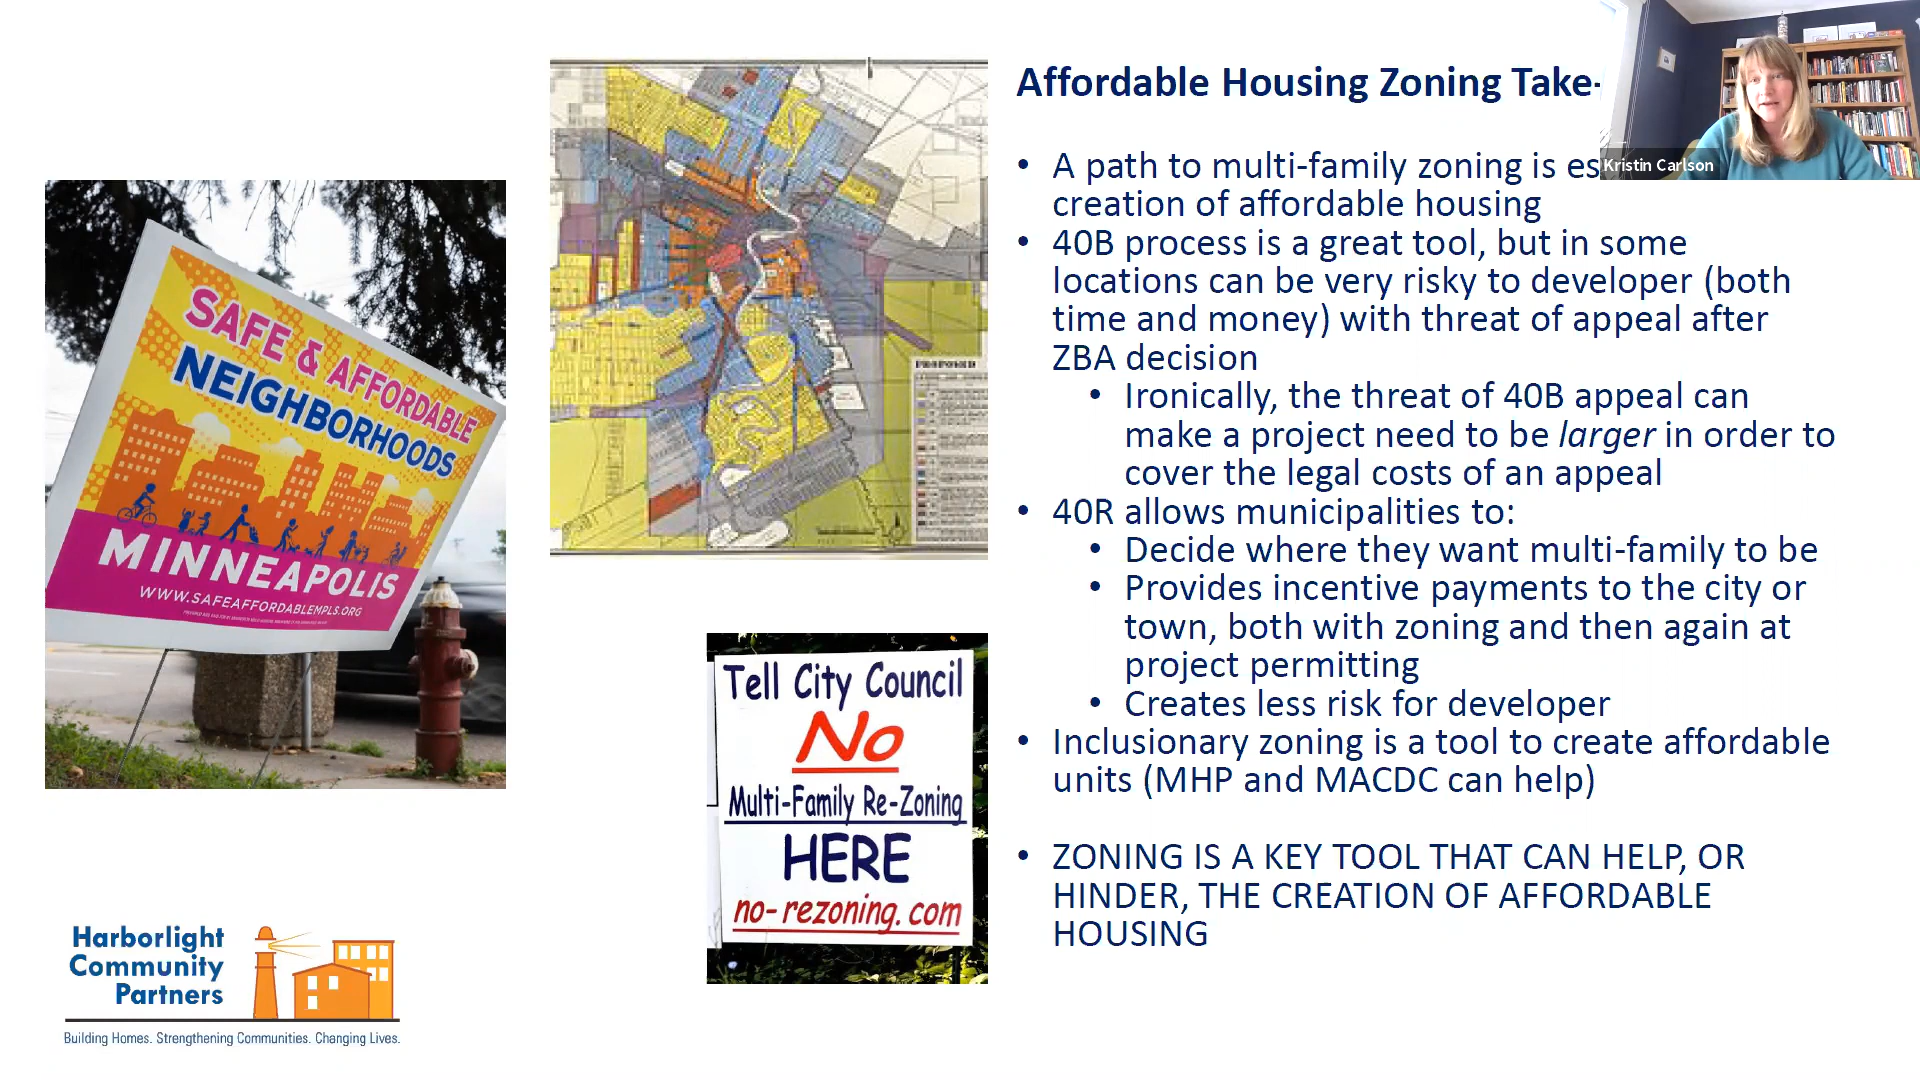 Affordable Housing Zoning Take-
Kristin Carlson
• A path to multi-family zoning is es
creation of affordable housing
• 40B process is a great tool, but in some
locations can be very risky to developer (both
time and money) with threat of appeal after
ZBA decision
• Ironically, the threat of 40B appeal can
make a project need to be larger in order to
cover the legal costs of an appeal
• 40R allows municipalities to:
• Decide where they want multi-family to be
• Provides incentive payments to the city or
town, both with zoning and then again at
project permitting
• Creates less risk for developer
• Inclusionary zoning is a tool to create affordable
units (MHP and MACDC can help)
• ZONING IS A KEY TOOL THAT CAN HELP, OR
HINDER, THE CREATION OF AFFORDABLE
HOUSING
SAFE & AFFORDABLE
NEIGHBORHOODS
MINNEAPOLIS
WWW.SAFEAFFORDABLEMPLS.ORG
Tell City Council
No
Multi-Family Re-Zoning
HERE
no-rezoning.com
Harborlight
Community
Partners
Building Homes. Strengthening Communities. Changing Lives.